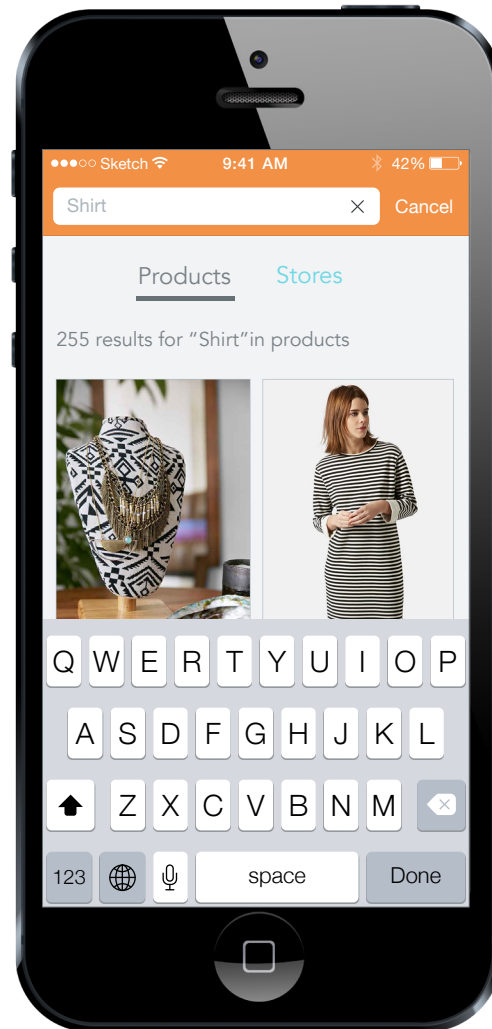 Sketch 9:41 AM 42%
Shirt Cancel
Products Stores
255 results for “Shirt”in products
Q W E R T Y U I O P
A S D F G H J K L
Z X C V B N M
123 space Done